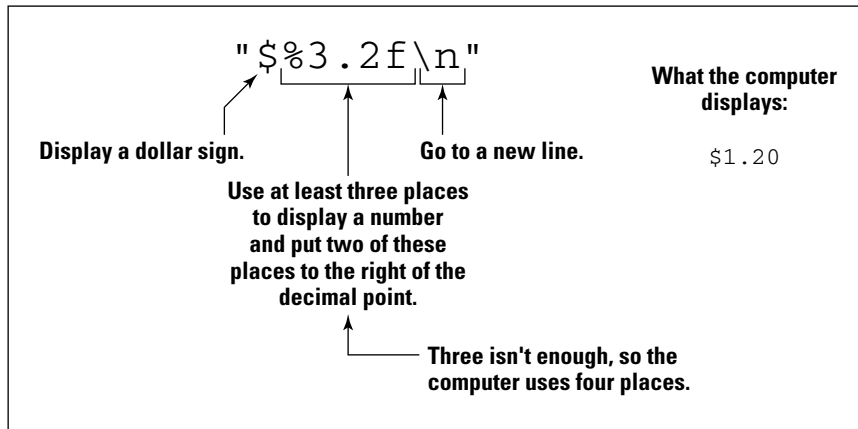 "$%3.2f\n"
What the computer
displays:
$1.20
Display a dollar sign.
Go to a new line.
Use at least three places
to display a number
and put two of these
places to the right of the
decimal point.
Three isn't enough, so the
computer uses four places.